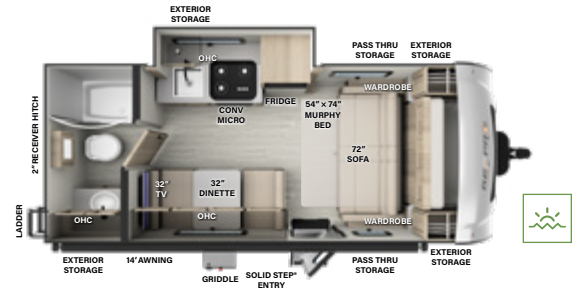 EXTERIOR
STORAGE
OHC
PASS THRU
STORAGE
EXTERIOR
STORAGE
WARDROBE
FRIDGE
CONV
MICRO
54" x 74"
MURPHY
BED
72"
SOFA
2" RECEIVER HITCH
32"
TV
32"
DINETTE
OHC
OHC
WARDROBE
LADDER
EXTERIOR
STORAGE
14' AWNING
GRIDDLE
SOLID STEP®
ENTRY
PASS THRU
STORAGE
EXTERIOR
STORAGE